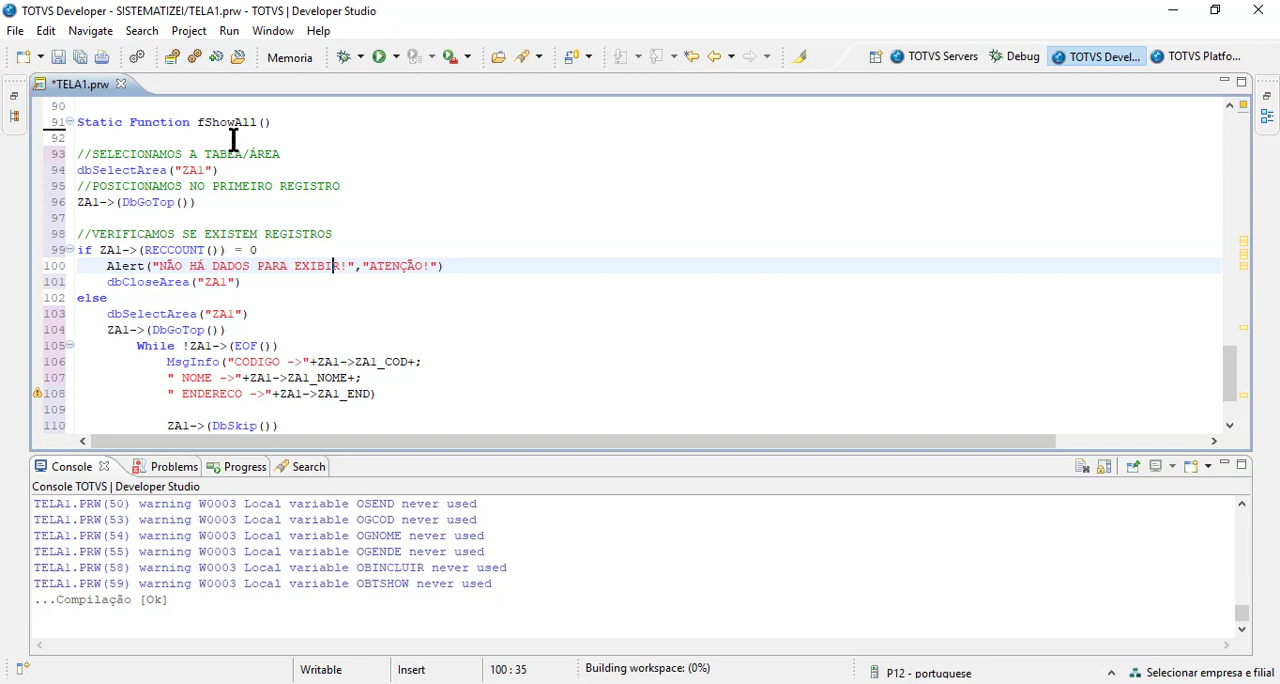 TOTVS Developer - SISTEMATIZEI/TELA1.prw - TOTVS | Developer Studio
File Edit Navigate Search Project Run Window Help
Memoria TOTVS Servers Debug TOTVS Devel... TOTVS Platfo...
*TELA1.prw
90
91 Static Function fShowAll()
92
93 //SELECIONAMOS A TABEA/ÁREA
94 dbSelectArea("ZA1")
95 //POSICIONAMOS NO PRIMEIRO REGISTRO
96 ZA1->(DbGoTop())
97
98 //VERIFICAMOS SE EXISTEM REGISTROS
99 if ZA1->(RECCOUNT()) = 0
100 Alert("NÃO HÁ DADOS PARA EXIBIR!","ATENÇÃO!")
101 dbCloseArea("ZA1")
102 else
103 dbSelectArea("ZA1")
104 ZA1->(DbGoTop())
105 While !ZA1->(EOF())
106 MsgInfo("CODIGO ->"+ZA1->ZA1_COD+;
107 " NOME ->"+ZA1->ZA1_NOME+;
108 " ENDERECO ->"+ZA1->ZA1_END)
109
110 ZA1->(DbSkip())
Console Problems Progress Search
Console TOTVS | Developer Studio
TELA1.PRW(50) warning W0003 Local variable OSEND never used
TELA1.PRW(53) warning W0003 Local variable OGCOD never used
TELA1.PRW(54) warning W0003 Local variable OGNOME never used
TELA1.PRW(55) warning W0003 Local variable OGENDE never used
TELA1.PRW(58) warning W0003 Local variable OBINCLUIR never used
TELA1.PRW(59) warning W0003 Local variable OBTSHOW never used
...Compilação [Ok]
Writable Insert 100 : 35 Building workspace: (0%) P12 - portuguese Selecionar empresa e filial